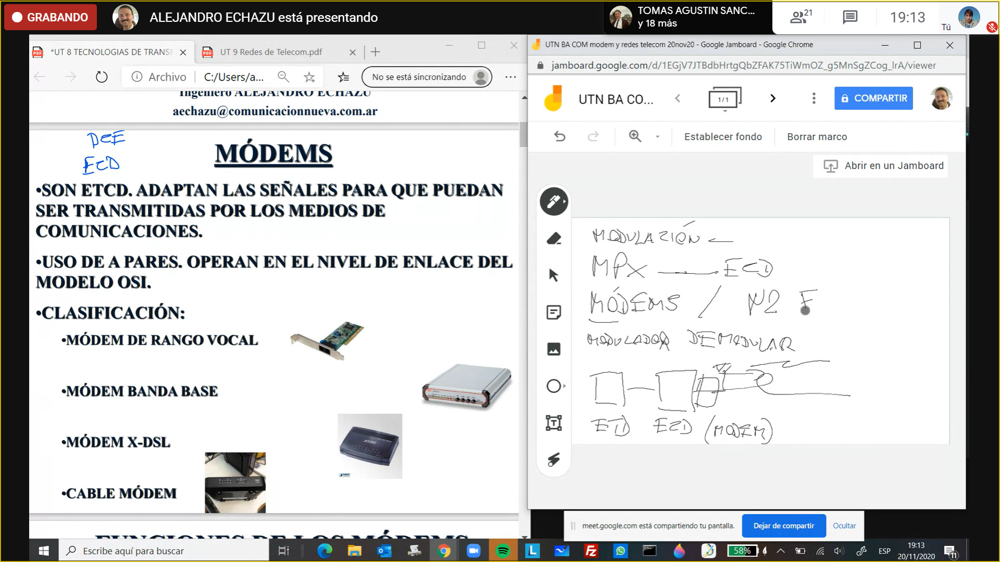 GRABANDO
ALEJANDRO ECHAZU está presentando
TOMAS AGUSTIN SANC...
y 18 más
21
19:13
Tú
*UT 8 TECNOLOGIAS DE TRANSF
UT 9 Redes de Telecom.pdf
Archivo
C:/Users/a...
No se está sincronizando
Ingeniero ALEJANDRO ECHAZU
aechazu@comunicacionnueva.com.ar
DCE
ECD
MÓDEMS
•SON ETCD. ADAPTAN LAS SEÑALES PARA QUE PUEDAN
SER TRANSMITIDAS POR LOS MEDIOS DE
COMUNICACIONES.
•USO DE A PARES. OPERAN EN EL NIVEL DE ENLACE DEL
MODELO OSI.
•CLASIFICACIÓN:
•MÓDEM DE RANGO VOCAL
•MÓDEM BANDA BASE
•MÓDEM X-DSL
•CABLE MÓDEM
FUNCIONES DE LOS MÓDEMS
UTN BA COM modem y redes telecom 20nov20 - Google Jamboard - Google Chrome
jamboard.google.com/d/1EGjV7JTBdbHrtgQbZFAK75TiWmOZ_g5MnSgZCog_lrA/viewer
UTN BA CO...
1/1
COMPARTIR
Establecer fondo
Borrar marco
Abrir en un Jamboard
MODULAZIÓN
MPX ECD
MÓDEMS / N2 F
MODULADOR DEMODULAR
ETD ECD (MODEM)
meet.google.com está compartiendo tu pantalla.
Dejar de compartir
Ocultar
Escribe aquí para buscar
58%
ESP
19:13
20/11/2020
11